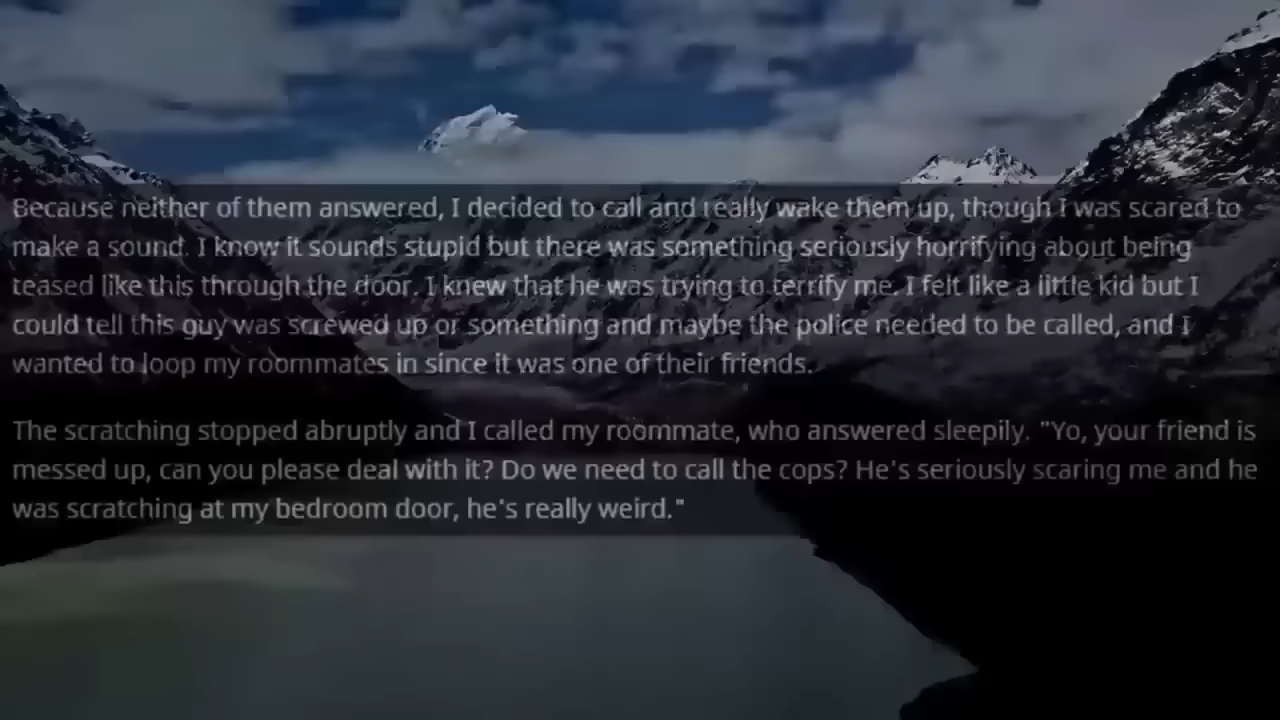 Because neither of them answered, I decided to call and really wake them up, though I was scared to
make a sound. I know it sounds stupid but there was something seriously horrifying about being
teased like this through the door. I knew that he was trying to terrify me. I felt like a little kid but I
could tell this guy was screwed up or something and maybe the police needed to be called, and I
wanted to loop my roommates in since it was one of their friends.
The scratching stopped abruptly and I called my roommate, who answered sleepily. "Yo, your friend is
messed up, can you please deal with it? Do we need to call the cops? He's seriously scaring me and he
was scratching at my bedroom door, he's really weird."